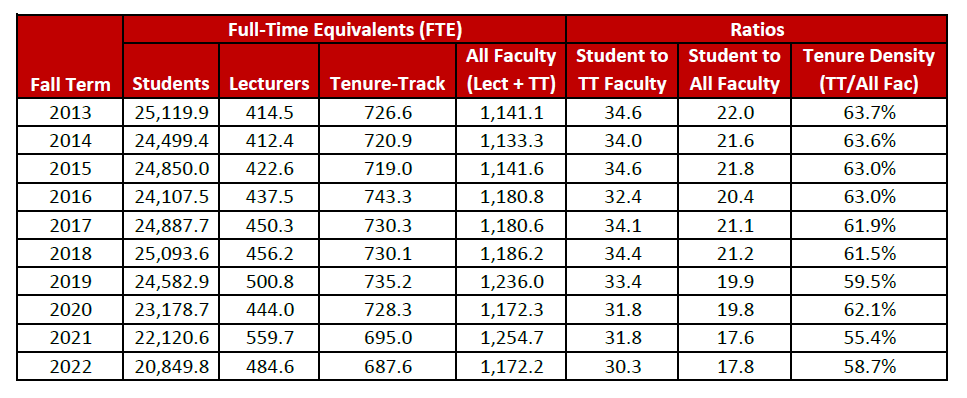 Full-Time Equivalents (FTE) Ratios
All Faculty Student to Student to Tenure Density
Fall Term Students Lecturers Tenure-Track (Lect + TT) TT Faculty All Faculty (TT/All Fac)
2013 25,119.9 414.5 726.6 1,141.1 34.6 22.0 63.7%
2014 24,499.4 412.4 720.9 1,133.3 34.0 21.6 63.6%
2015 24,850.0 422.6 719.0 1,141.6 34.6 21.8 63.0%
2016 24,107.5 437.5 743.3 1,180.8 32.4 20.4 63.0%
2017 24,887.7 450.3 730.3 1,180.6 34.1 21.1 61.9%
2018 25,093.6 456.2 730.1 1,186.2 34.4 21.2 61.5%
2019 24,582.9 500.8 735.2 1,236.0 33.4 19.9 59.5%
2020 23,178.7 444.0 728.3 1,172.3 31.8 19.8 62.1%
2021 22,120.6 559.7 695.0 1,254.7 31.8 17.6 55.4%
2022 20,849.8 484.6 687.6 1,172.2 30.3 17.8 58.7%